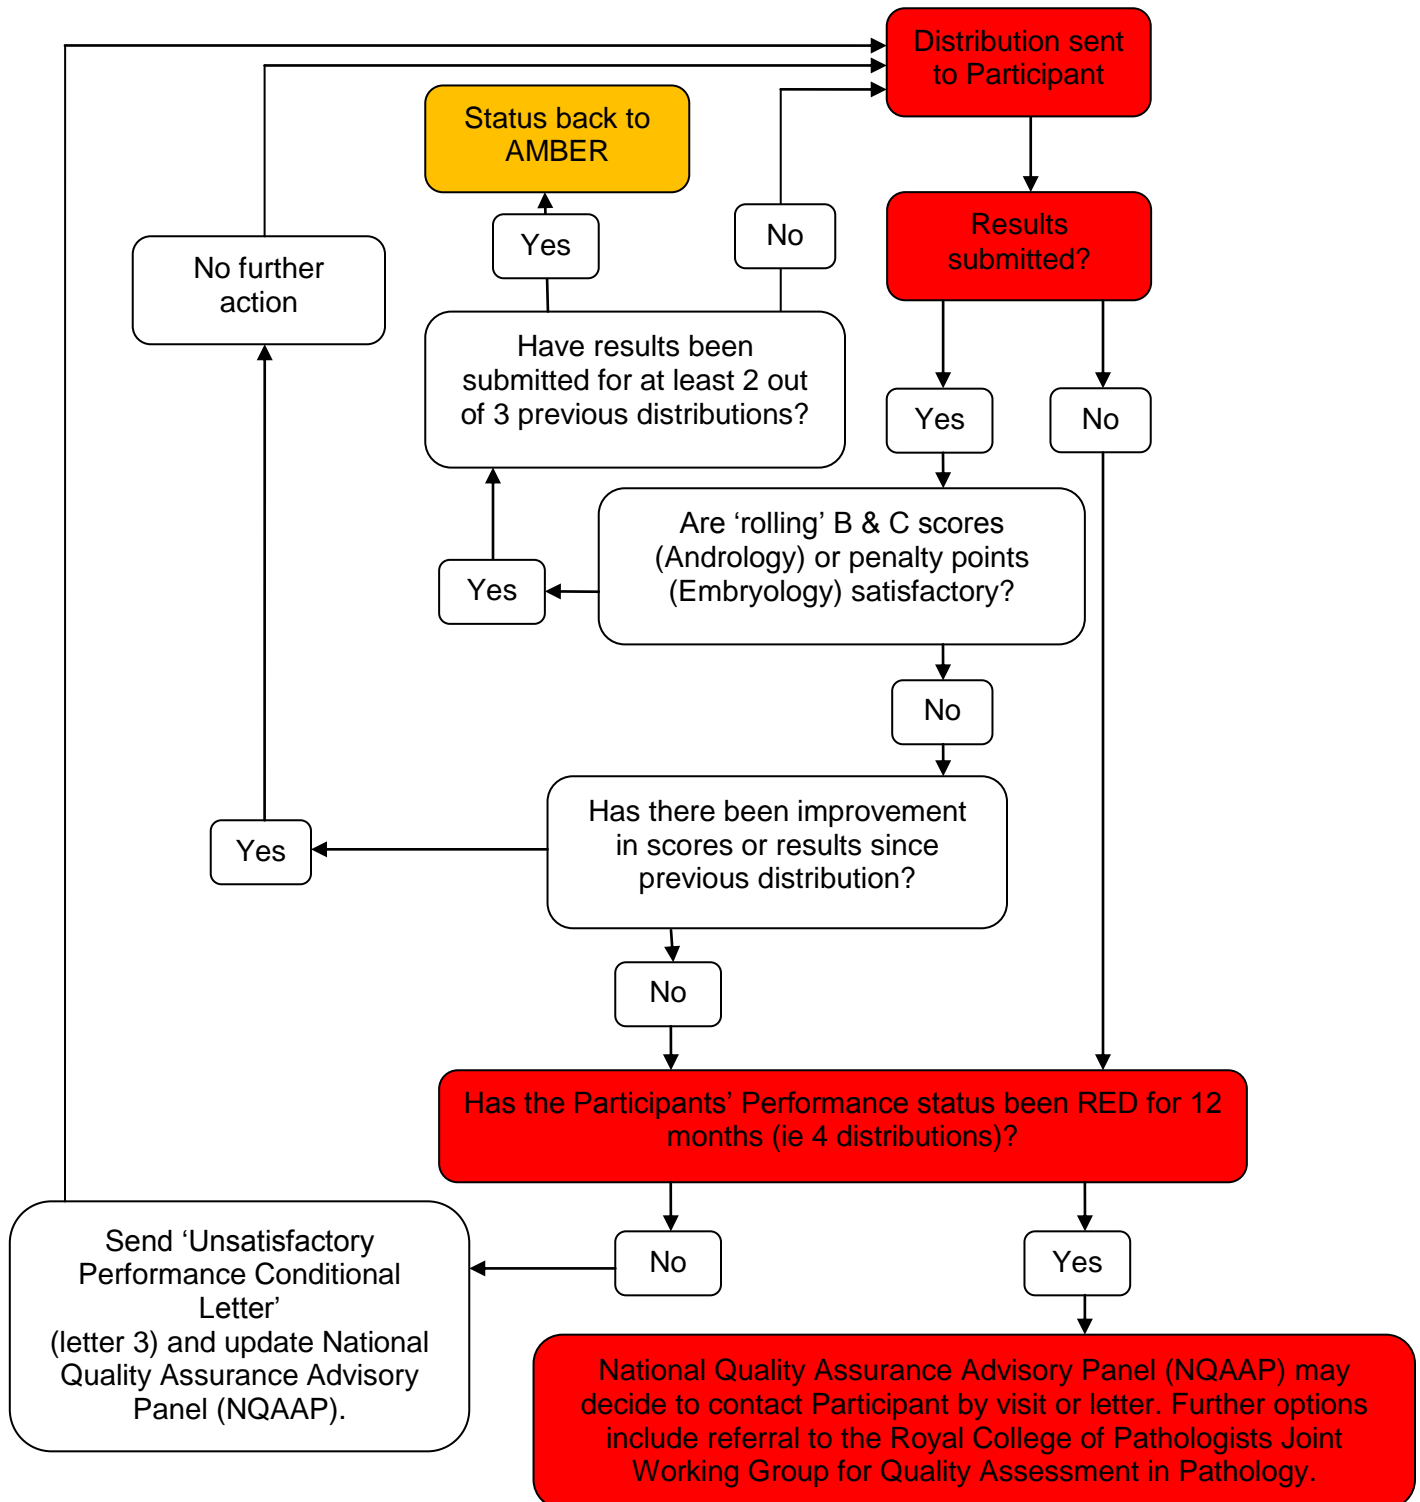 Distribution sent
to Participant
Status back to
AMBER
Yes
No
Results
submitted?
No further
action
Have results been
submitted for at least 2 out
of 3 previous distributions?
Yes
No
Are ‘rolling’ B & C scores
(Andrology) or penalty points
(Embryology) satisfactory?
Yes
No
Has there been improvement
in scores or results since
previous distribution?
Yes
No
Has the Participants’ Performance status been RED for 12
months (ie 4 distributions)?
Send ‘Unsatisfactory
Performance Conditional
Letter’
(letter 3) and update National
Quality Assurance Advisory
Panel (NQAAP).
No
Yes
National Quality Assurance Advisory Panel (NQAAP) may
decide to contact Participant by visit or letter. Further options
include referral to the Royal College of Pathologists Joint
Working Group for Quality Assessment in Pathology.